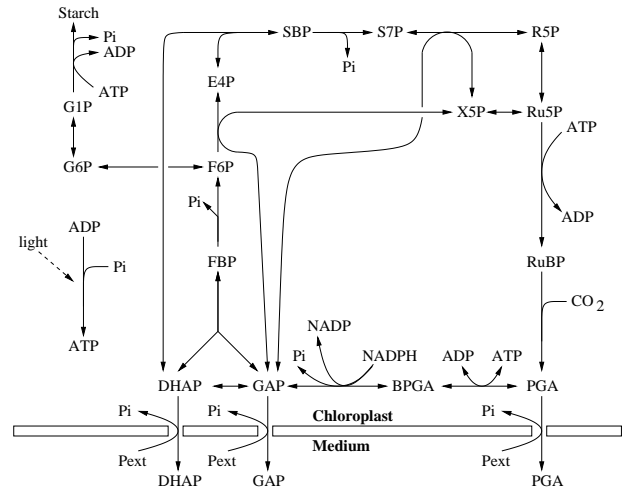 Starch
Pi
ADP
ATP
G1P
G6P
SBP
S7P
R5P
Pi
E4P
X5P
Ru5P
ATP
F6P
Pi
ADP
ADP
light
Pi
FBP
RuBP
CO 2
ATP
NADP
Pi
NADPH
ADP
ATP
DHAP
GAP
BPGA
PGA
Pi
Pi
Chloroplast
Pi
Medium
Pext
Pext
Pext
DHAP
GAP
PGA